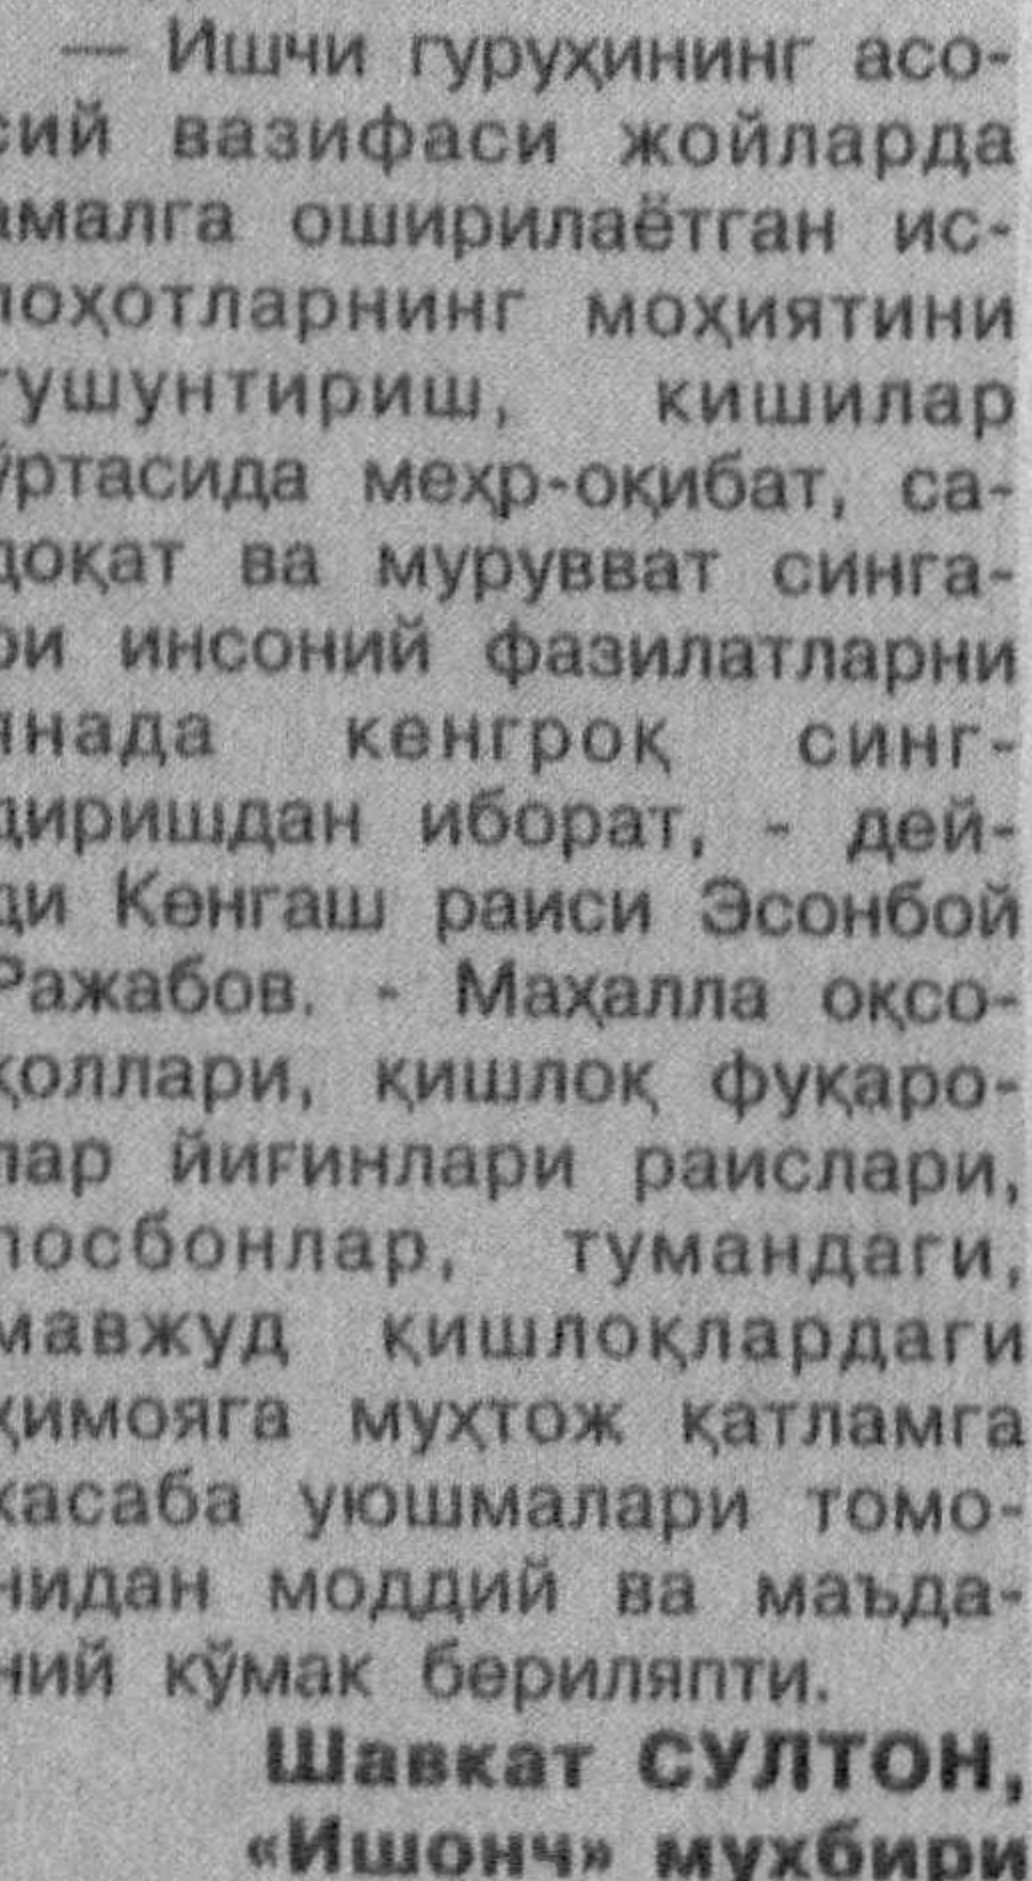 — Ишчи гуруҳининг асо-
сий вазифаси жойларда
амалга оширилаётган ис-
лоҳотларнинг моҳиятини
тушунтириш, кишилар
ўртасида меҳр-оқибат, са-
доқат ва мурувват синга-
ри инсоний фазилатларни
янада кенгроқ синг-
диришдан иборат, - дей-
ди Кенгаш раиси Эсонбой
Ражабов. - Маҳалла оқсо-
қоллари, қишлоқ фуқаро-
лар йиғинлари раислари,
посбонлар, тумандаги,
мавжуд қишлоқлардаги
ҳимояга муҳтож қатламга
касаба уюшмалари томо-
нидан моддий ва маъда-
ний кўмак бериляпти.
Шавкат СУЛТОН,
«Ишонч» мухбири